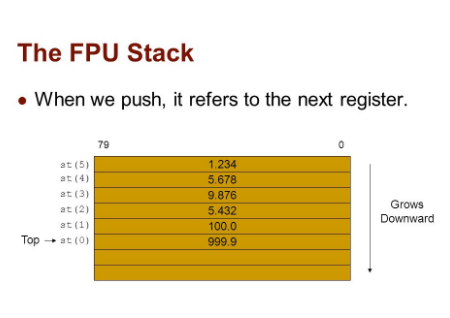 The FPU Stack
• When we push, it refers to the next register.
79 0
st(5) 1.234
st(4) 5.678
st(3) 9.876
st(2) 5.432
st(1) 100.0
Top → st(0) 999.9
Grows
Downward